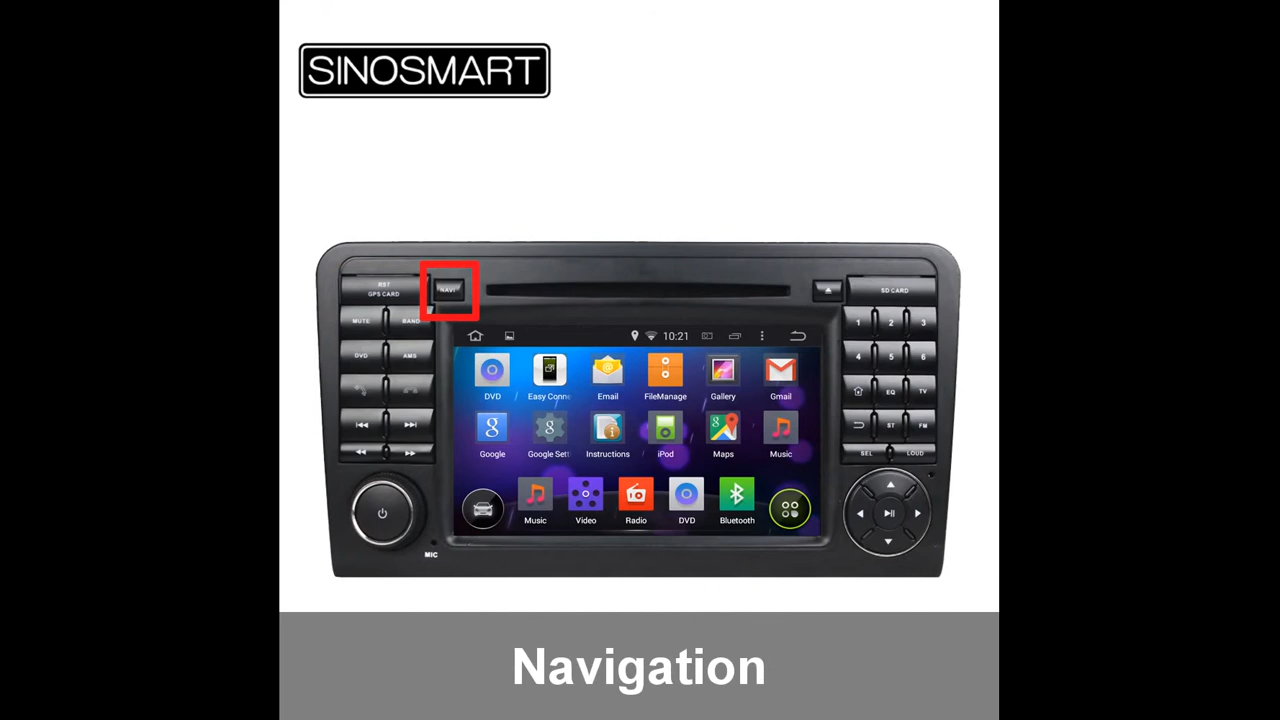 SINOSMART
RST
GPS CARD
NAVI
SD CARD
MUTE
BAND
1
2
3
10:21
DVD
AMS
4
5
6
DVD
Easy Conne
Email
FileManage
Gallery
Gmail
EQ
TV
Google
Google Sett
Instructions
iPod
Maps
Music
ST
FM
SEL
LOUD
Music
Video
Radio
DVD
Bluetooth
MIC
Navigation